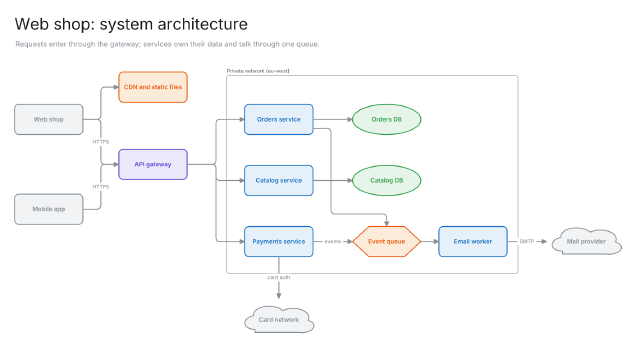 Web shop: system architecture
Requests enter through the gateway; services own their data and talk through one queue.
Private network (eu-west)
CDN and static files
Web shop
Orders service
Orders DB
HTTPS
API gateway
Catalog service
Catalog DB
HTTPS
Mobile app
Payments service
events
Event queue
Email worker
SMTP
Mail provider
card auth
Card network